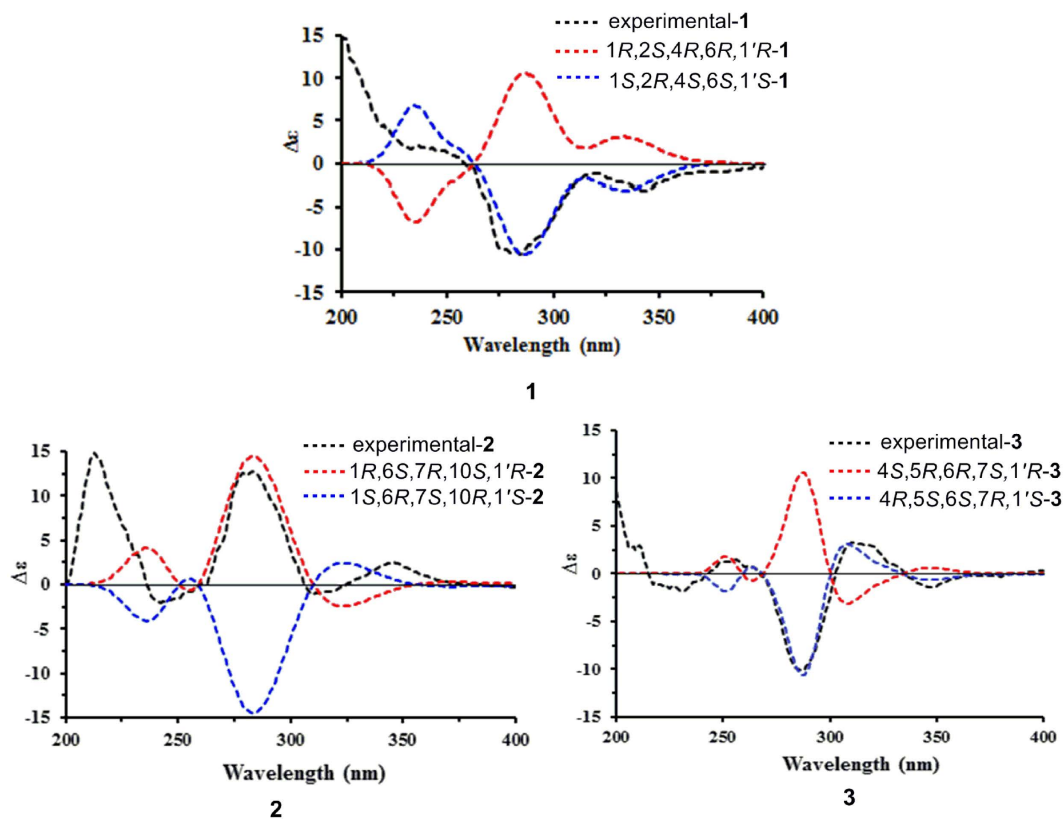 experimental-1
1R,2S,4R,6R,1'R-1
1S,2R,4S,6S,1'S-1
15
10
5
0
-5
-10
-15
Δε
200
250
300
350
400
Wavelength (nm)
1
experimental-2
1R,6S,7R,10S,1'R-2
1S,6R,7S,10R,1'S-2
15
10
5
0
-5
-10
-15
Δε
200
250
300
350
400
Wavelength (nm)
2
experimental-3
4S,5R,6R,7S,1'R-3
4R,5S,6S,7R,1'S-3
15
10
5
0
-5
-10
-15
Δε
200
250
300
350
400
Wavelength (nm)
3